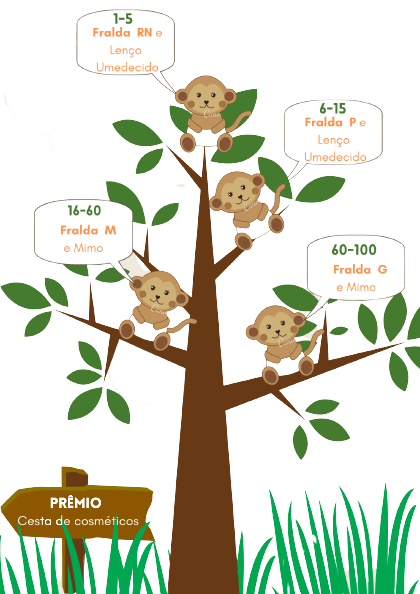 1-5
Fralda RN e
Lenço
Umedecido
6-15
Fralda P e
Lenço
Umedecido
16-60
Fralda M
e Mimo
60-100
Fralda G
e Mimo
PRÊMIO
Cesta de cosméticos